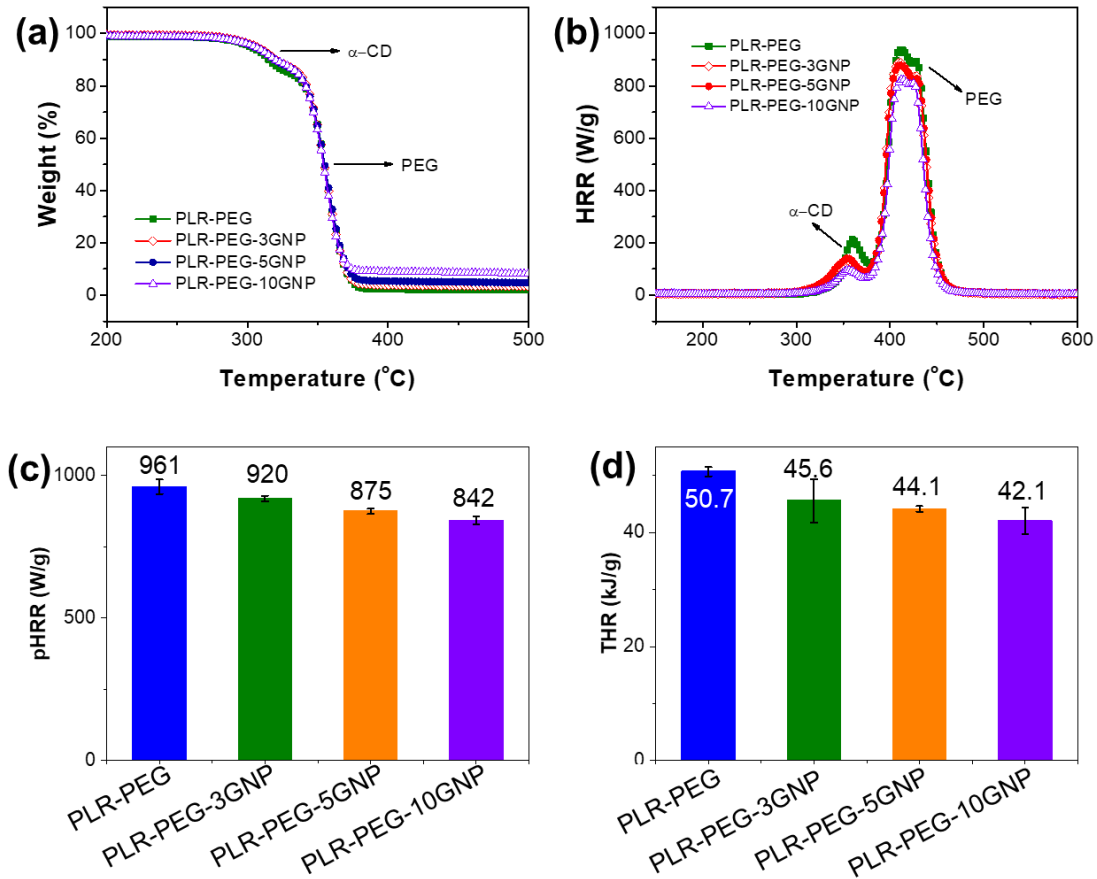 (a)
100
80
60
40
20
0
Weight (%)
α–CD
PEG
PLR-PEG
PLR-PEG-3GNP
PLR-PEG-5GNP
PLR-PEG-10GNP
200
300
400
500
Temperature (°C)
(b)
1000
800
600
400
200
0
HRR (W/g)
PLR-PEG
PLR-PEG-3GNP
PLR-PEG-5GNP
PLR-PEG-10GNP
PEG
α–CD
200
300
400
500
600
Temperature (°C)
(c)
1000
500
0
pHRR (W/g)
961
920
875
842
PLR-PEG
PLR-PEG-3GNP
PLR-PEG-5GNP
PLR-PEG-10GNP
(d)
40
20
0
THR (kJ/g)
50.7
45.6
44.1
42.1
PLR-PEG
PLR-PEG-3GNP
PLR-PEG-5GNP
PLR-PEG-10GNP